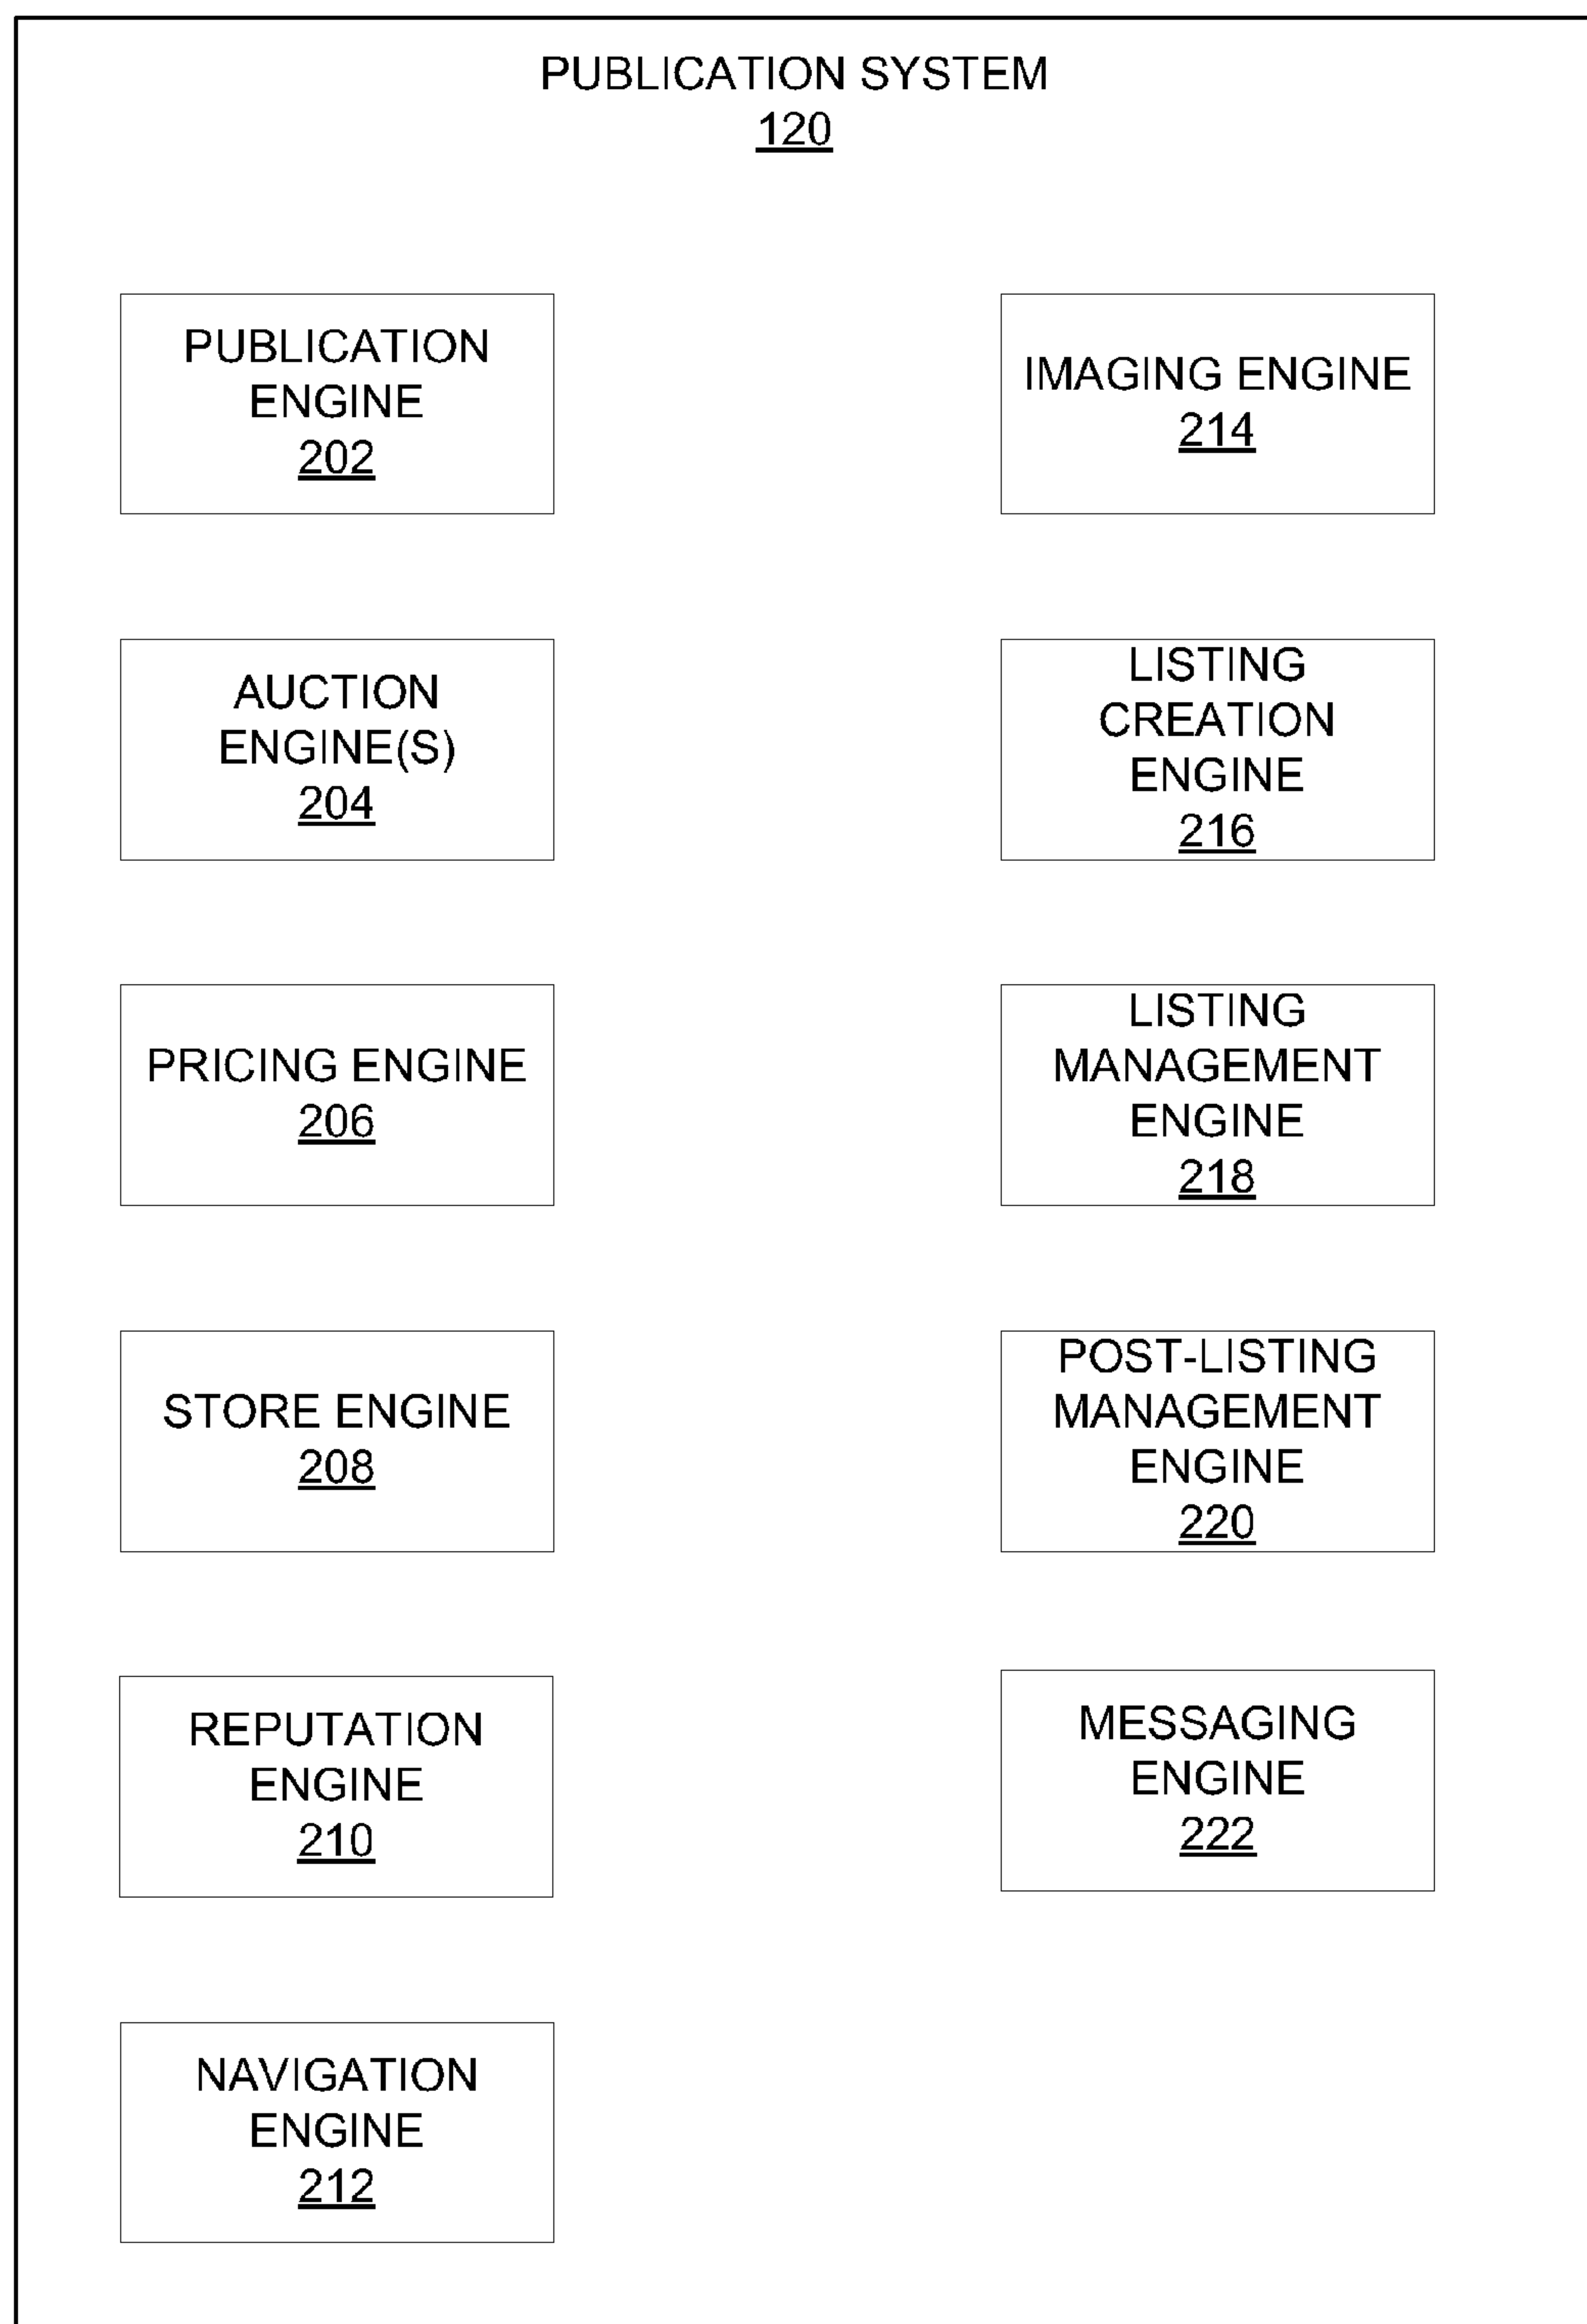 PUBLICATION SYSTEM
120
PUBLICATION
ENGINE
202
AUCTION
ENGINE(S)
204
PRICING ENGINE
206
STORE ENGINE
208
REPUTATION
ENGINE
210
NAVIGATION
ENGINE
212
IMAGING ENGINE
214
LISTING
CREATION
ENGINE
216
LISTING
MANAGEMENT
ENGINE
218
POST-LISTING
MANAGEMENT
ENGINE
220
MESSAGING
ENGINE
222